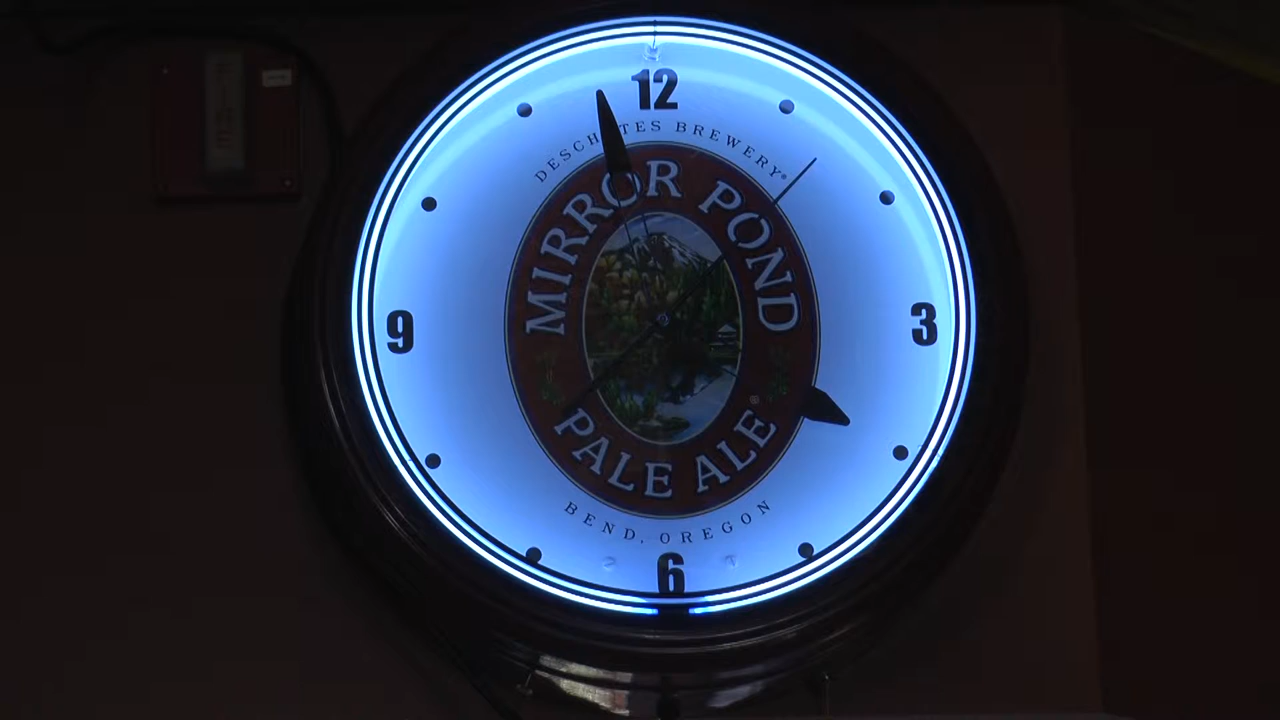 12
DESCHUTES BREWERY®
MIRROR POND
9
3
PALE ALE®
BEND, OREGON
6